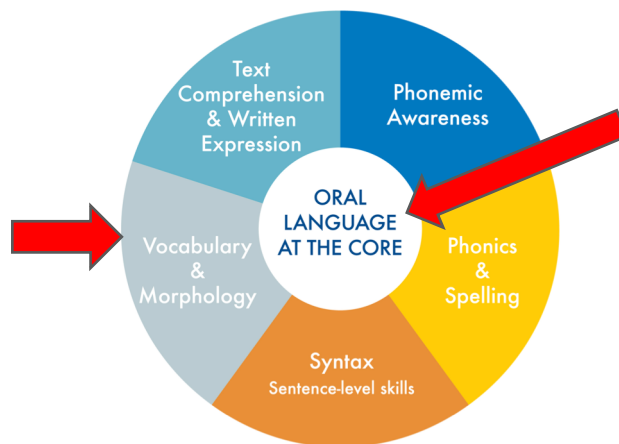 Text
Comprehension
& Written
Expression
Phonemic
Awareness
ORAL
LANGUAGE
AT THE CORE
Vocabulary
&
Morphology
Phonics
&
Spelling
Syntax
Sentence-level skills